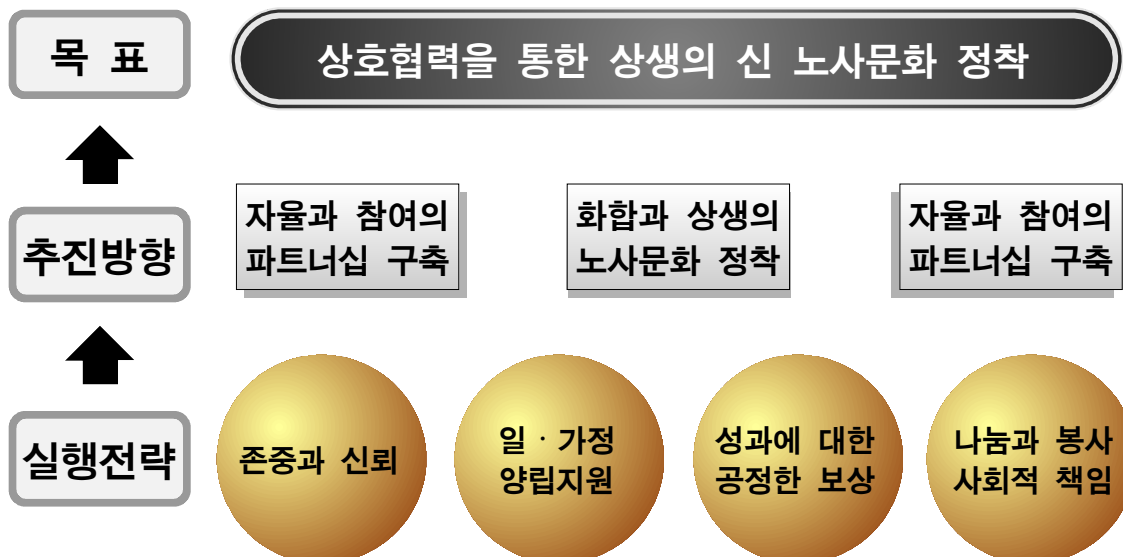 목 표
상호협력을 통한 상생의 신 노사문화 정착
추진방향
자율과 참여의
파트너십 구축
화합과 상생의
노사문화 정착
자율과 참여의
파트너십 구축
실행전략
존중과 신뢰
일 · 가정
양립지원
성과에 대한
공정한 보상
나눔과 봉사
사회적 책임